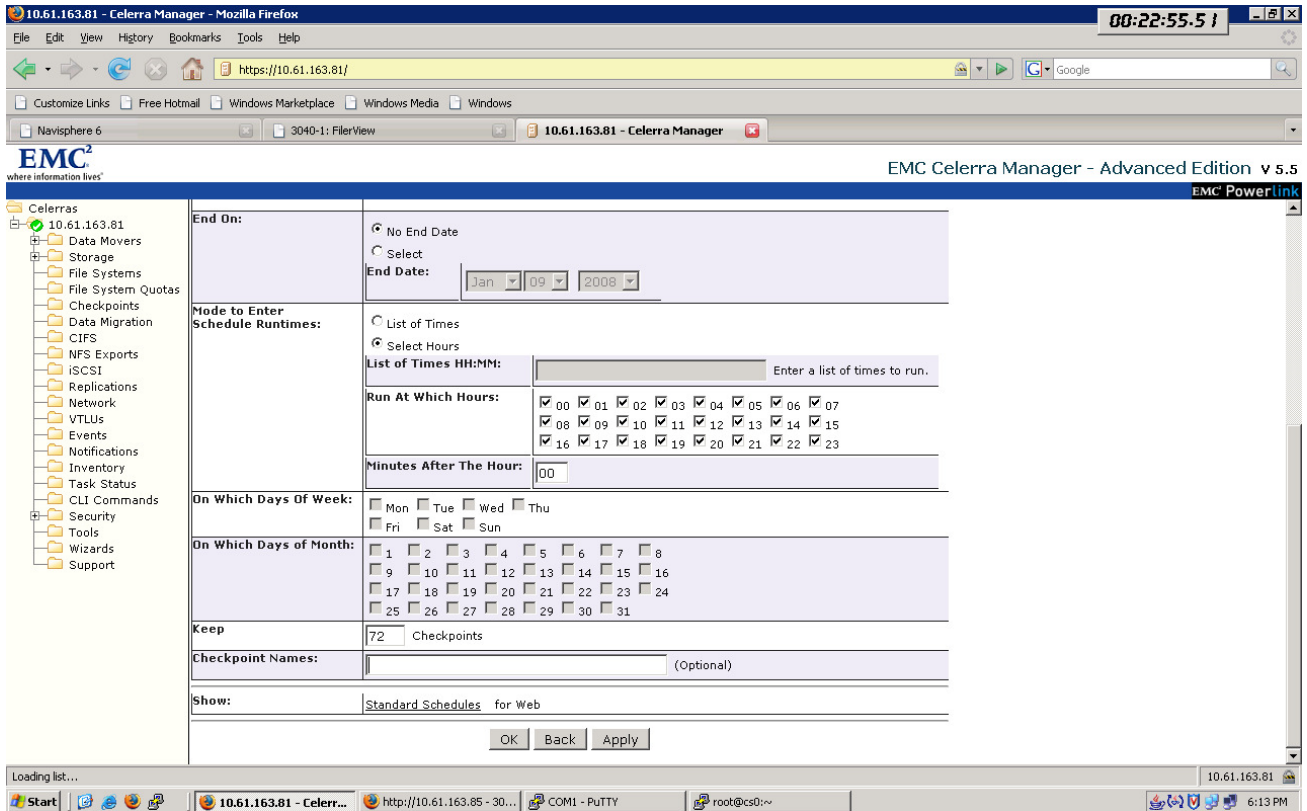 10.61.163.81 - Celerra Manager - Mozilla Firefox
00:22:55.51
File Edit View History Bookmarks Tools Help
https://10.61.163.81/
G Google
Customize Links Free Hotmail Windows Marketplace Windows Media Windows
Navisphere 6 3040-1: FilerView 10.61.163.81 - Celerra Manager
EMC²
where information lives®
EMC Celerra Manager - Advanced Edition v 5.5
EMC² Powerlink
Celerras
10.61.163.81
Data Movers
Storage
File Systems
File System Quotas
Checkpoints
Data Migration
CIFS
NFS Exports
iSCSI
Replications
Network
VTLUs
Events
Notifications
Inventory
Task Status
CLI Commands
Security
Tools
Wizards
Support
End On:
No End Date
Select
End Date: Jan 09 2008
Mode to Enter
Schedule Runtimes:
List of Times
Select Hours
List of Times HH:MM: Enter a list of times to run.
Run At Which Hours:
00 01 02 03 04 05 06 07
08 09 10 11 12 13 14 15
16 17 18 19 20 21 22 23
Minutes After The Hour: 00
On Which Days Of Week:
Mon Tue Wed Thu
Fri Sat Sun
On Which Days of Month:
1 2 3 4 5 6 7 8
9 10 11 12 13 14 15 16
17 18 19 20 21 22 23 24
25 26 27 28 29 30 31
Keep 72 Checkpoints
Checkpoint Names: (Optional)
Show: Standard Schedules for Web
OK Back Apply
Loading list...
10.61.163.81
Start 10.61.163.81 - Celerr... http://10.61.163.85 - 30... COM1 - PuTTY root@cs0:~ 6:13 PM